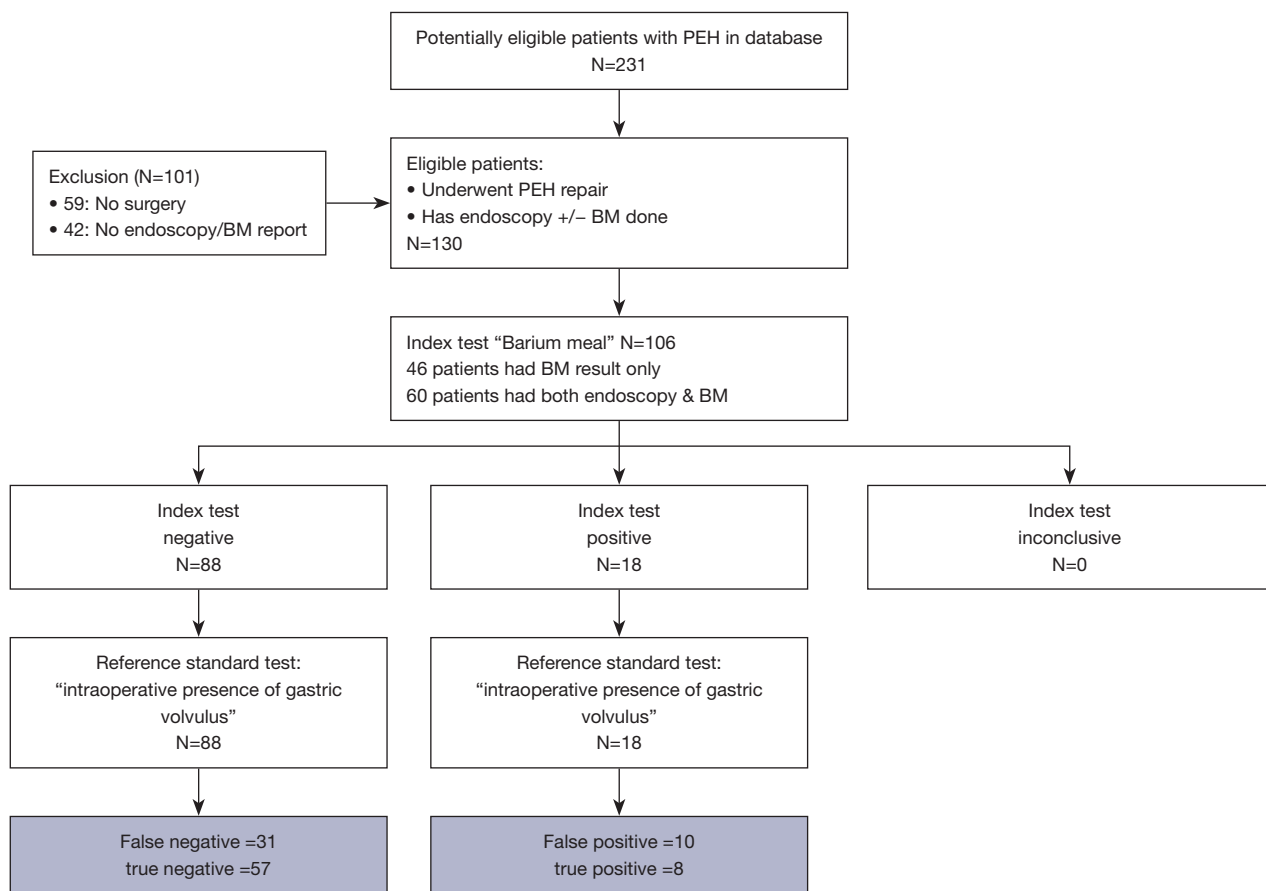 Potentially eligible patients with PEH in database
N=231
Exclusion (N=101)
• 59: No surgery
• 42: No endoscopy/BM report
Eligible patients:
• Underwent PEH repair
• Has endoscopy +/− BM done
N=130
Index test “Barium meal” N=106
46 patients had BM result only
60 patients had both endoscopy & BM
Index test
negative
N=88
Index test
positive
N=18
Index test
inconclusive
N=0
Reference standard test:
“intraoperative presence of gastric
volvulus”
N=88
Reference standard test:
“intraoperative presence of gastric
volvulus”
N=18
False negative =31
true negative =57
False positive =10
true positive =8